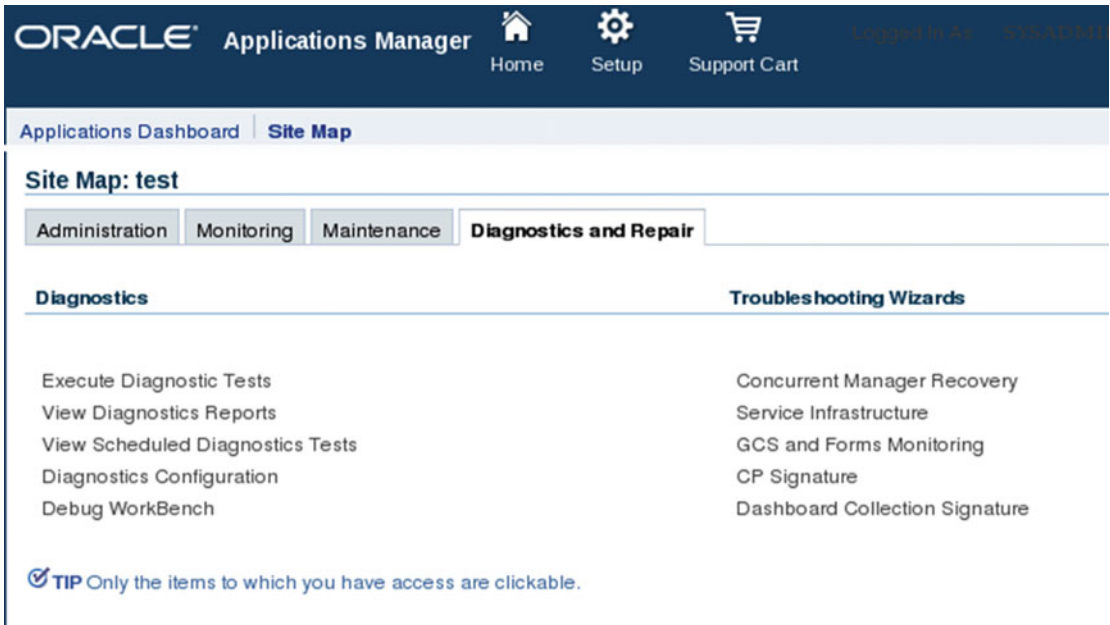 ORACLE Applications Manager
Home
Setup
Support Cart
Logged In As
Applications Dashboard Site Map
Site Map: test
Administration Monitoring Maintenance Diagnostics and Repair
Diagnostics
Execute Diagnostic Tests
View Diagnostics Reports
View Scheduled Diagnostics Tests
Diagnostics Configuration
Debug WorkBench
Troubleshooting Wizards
Concurrent Manager Recovery
Service Infrastructure
GCS and Forms Monitoring
CP Signature
Dashboard Collection Signature
TIP Only the items to which you have access are clickable.